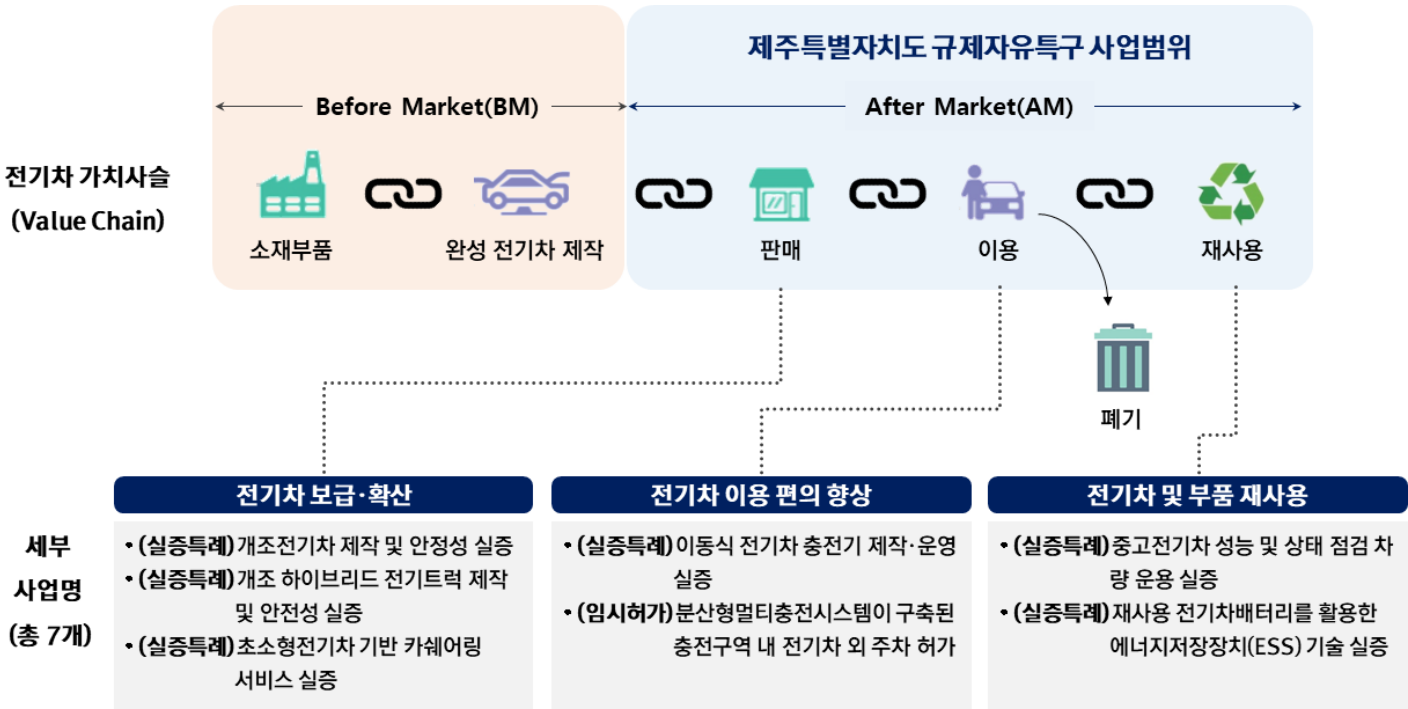 제주특별자치도 규제자유특구 사업범위
Before Market(BM)
After Market(AM)
전기차 가치사슬
(Value Chain)
소재부품
완성 전기차 제작
판매
이용
재사용
폐기
세부
사업명
(총 7개)
전기차 보급·확산
• (실증특례) 개조전기차 제작 및 안정성 실증
• (실증특례) 개조 하이브리드 전기트럭 제작
및 안전성 실증
• (실증특례) 초소형전기차 기반 카쉐어링
서비스 실증
전기차 이용 편의 향상
• (실증특례) 이동식 전기차 충전기 제작·운영
실증
• (임시허가) 분산형멀티충전시스템이 구축된
충전구역 내 전기차 외 주차 허가
전기차 및 부품 재사용
• (실증특례) 중고전기차 성능 및 상태 점검 차
량 운용 실증
• (실증특례) 재사용 전기차배터리를 활용한
에너지저장장치(ESS) 기술 실증